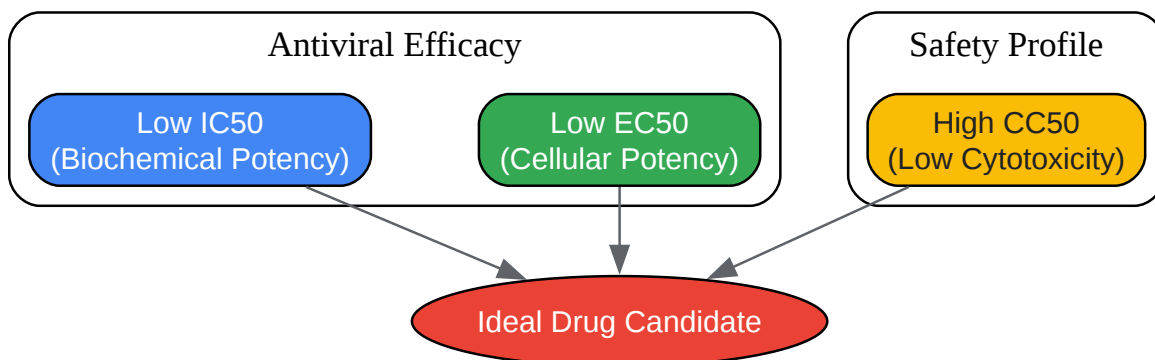 Antiviral Efficacy
Safety Profile
Low IC50
(Biochemical Potency)
Low EC50
(Cellular Potency)
High CC50
(Low Cytotoxicity)
Ideal Drug Candidate